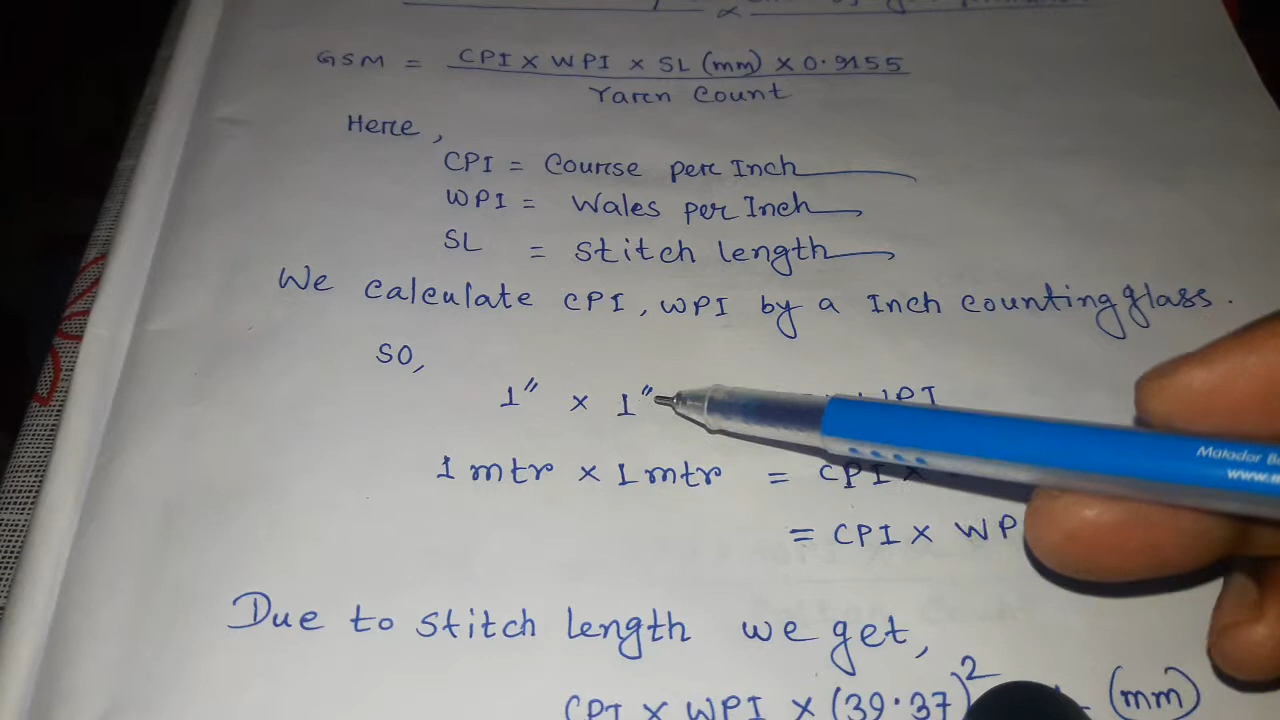 GSM = CPI X WPI X SL (mm) X 0.9155
Yarn Count
Here,
CPI = Course per Inch
WPI = Wales per Inch
SL = Stitch length
We calculate CPI, WPI by a Inch counting glass.
SO,
1" X 1"
1 mtr X 1 mtr = CPI X
= CPI X WP
Due to stitch length we get,
CPI X WPI X (39.37)² (mm)
Matador
www.